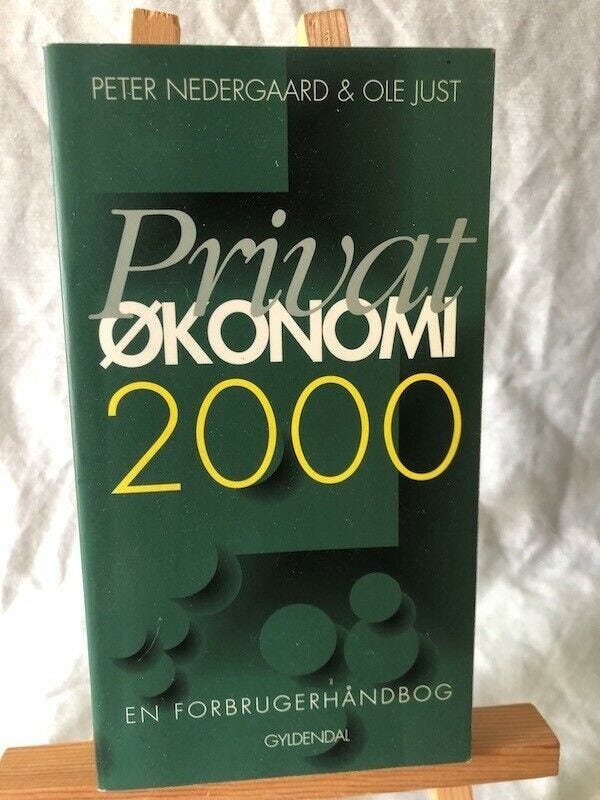 PETER NEDERGAARD & OLE JUST
Privat
ØKONOMI
2000
EN FORBRUGERHÅNDBOG
GYLDENDAL